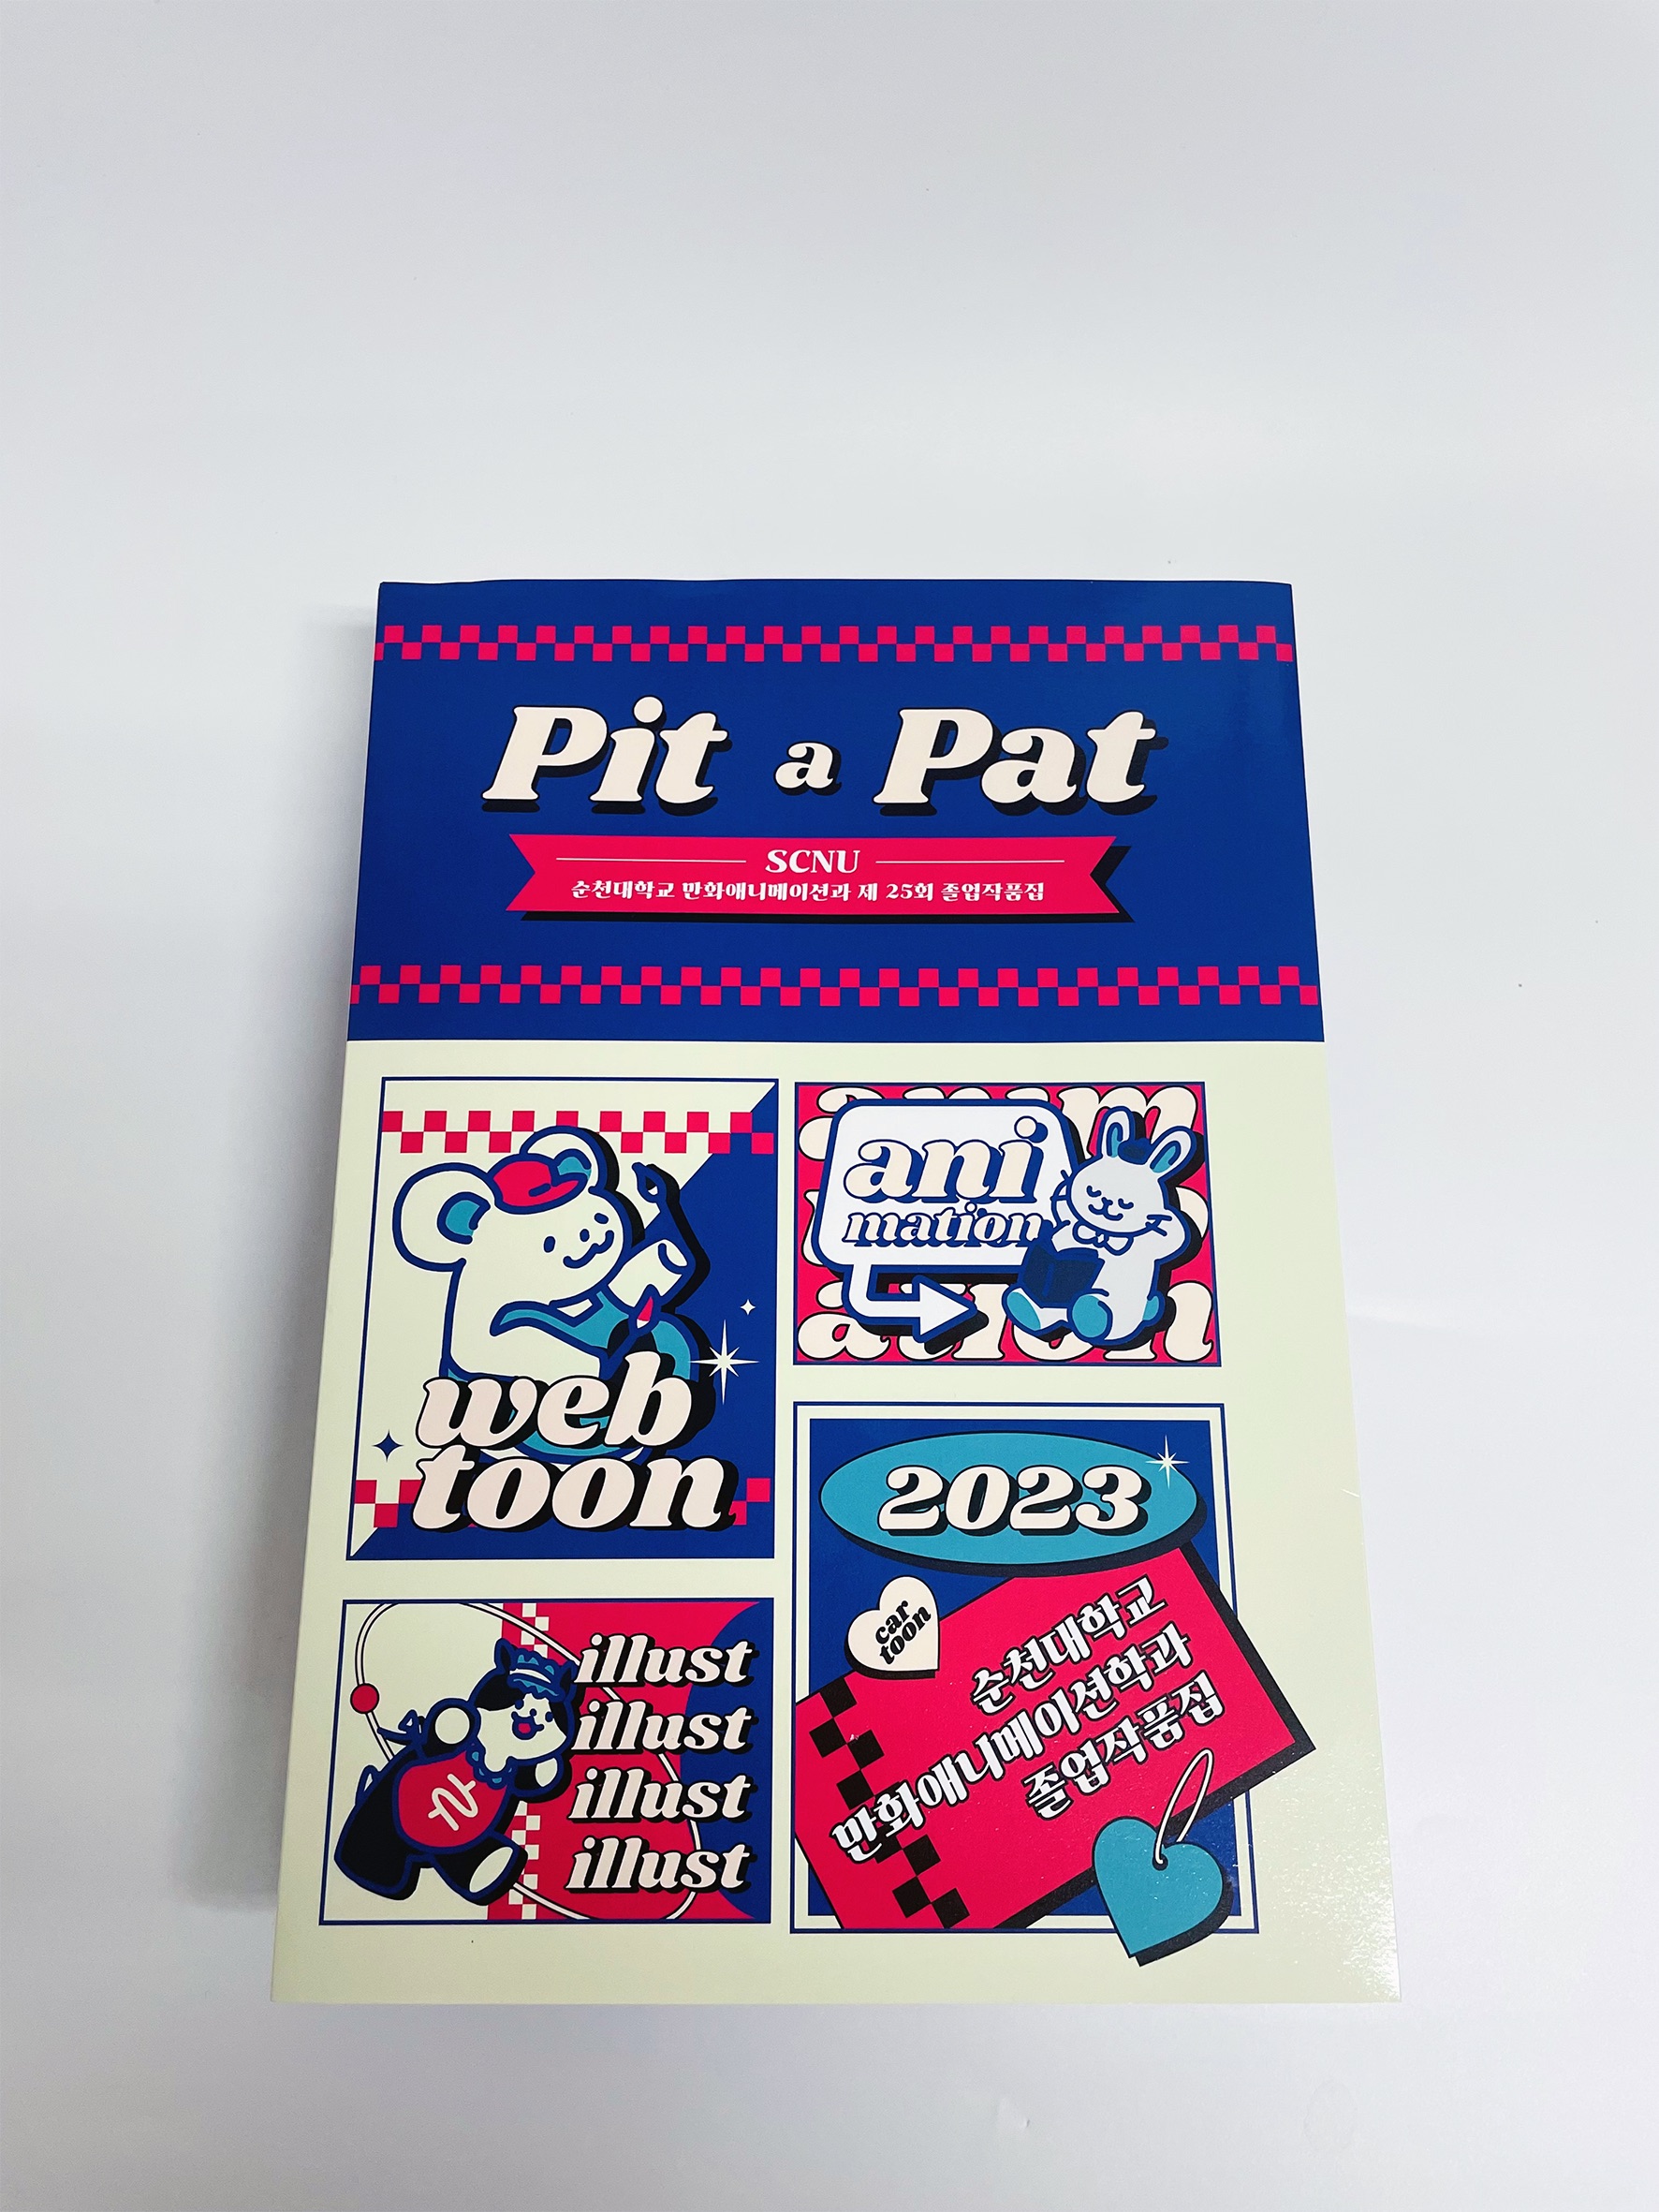 Pit a Pat
SCNU
순천대학교 만화애니메이션과 제 25회 졸업작품집
web
toon
anim
ani
mation
ation
2023
car
toon
순천대학교
만화애니메이션학과
졸업작품집
illust
illust
illust
illust